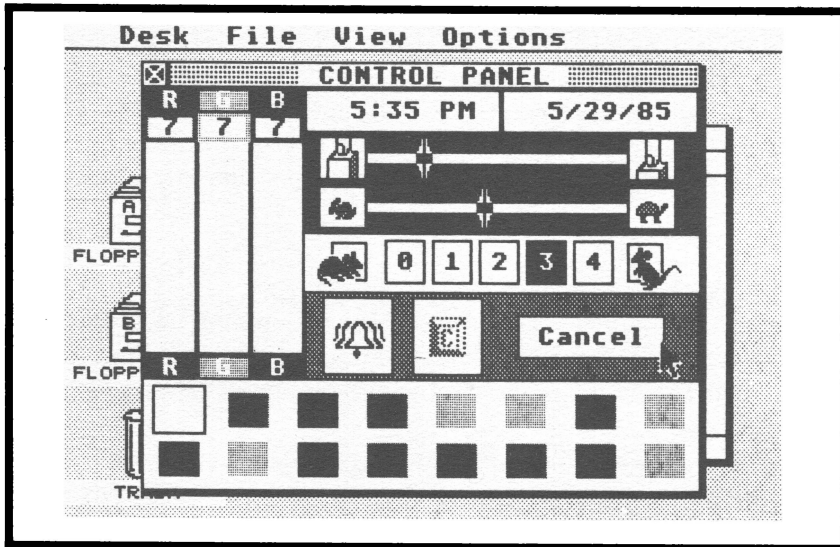 Desk File View Options
CONTROL PANEL
R G B
7 7 7
5:35 PM 5/29/85
A
FLOPP
0 1 2 3 4
B
C
Cancel
FLOPP
R G B